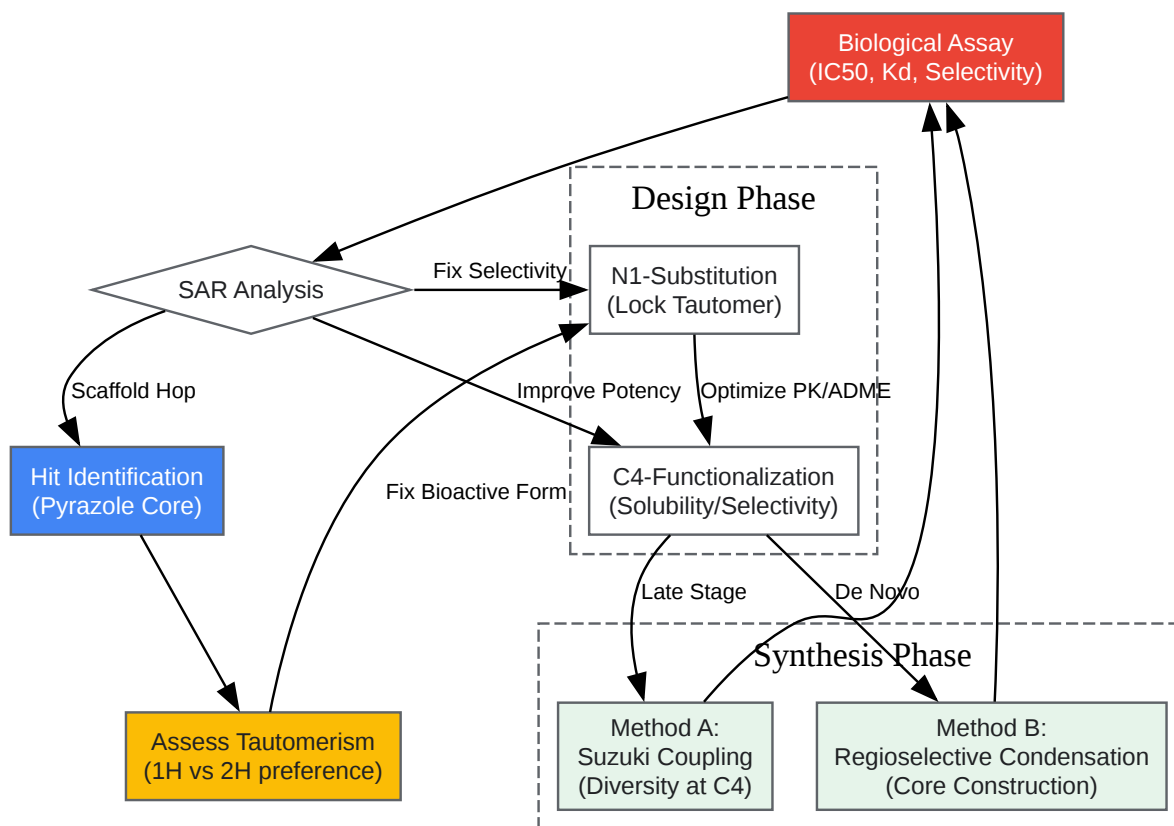 Biological Assay
(IC50, Kd, Selectivity)
Design Phase
SAR Analysis
Fix Selectivity
N1-Substitution
(Lock Tautomer)
Scaffold Hop
Improve Potency
Optimize PK/ADME
Hit Identification
(Pyrazole Core)
Fix Bioactive Form
C4-Functionalization
(Solubility/Selectivity)
Late Stage
De Novo
Synthesis Phase
Assess Tautomerism
(1H vs 2H preference)
Method A:
Suzuki Coupling
(Diversity at C4)
Method B:
Regioselective Condensation
(Core Construction)